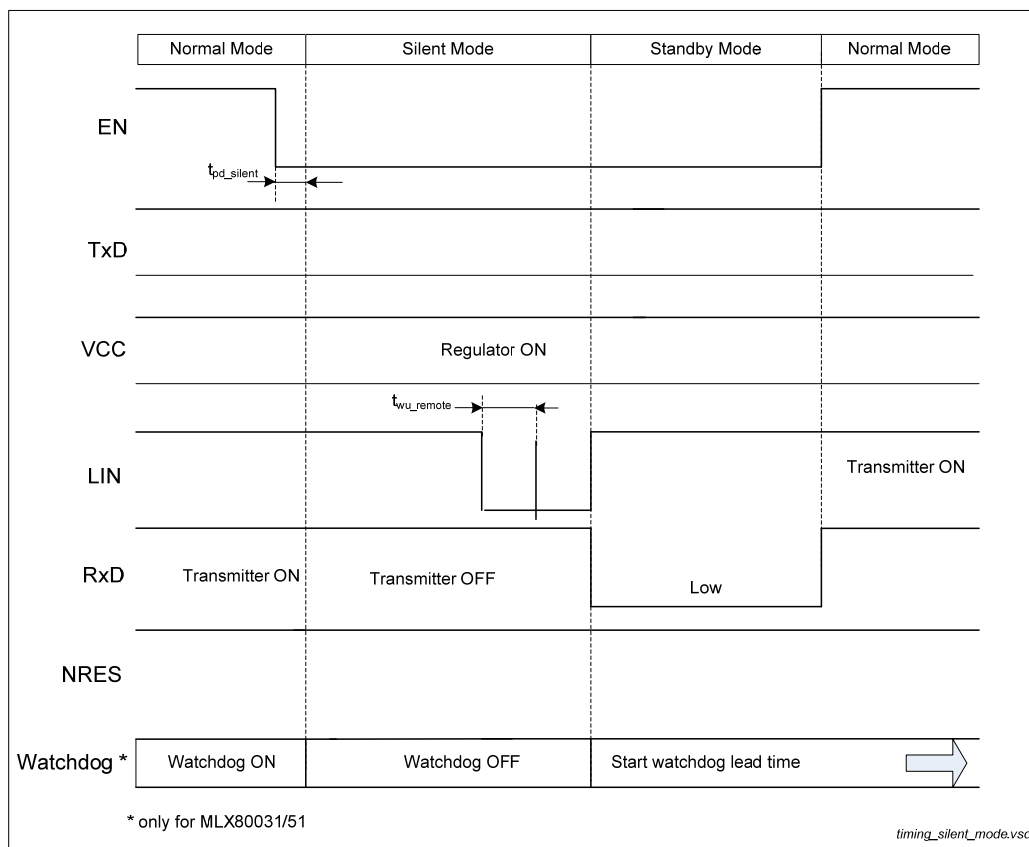 Normal Mode Silent Mode Standby Mode Normal Mode
EN
tpd_silent
TxD
VCC
Regulator ON
twu_remote
LIN
Transmitter ON
RxD
Transmitter ON
Transmitter OFF
Low
NRES
Watchdog *
Watchdog ON
Watchdog OFF
Start watchdog lead time
* only for MLX80031/51
timing_silent_mode.vsd